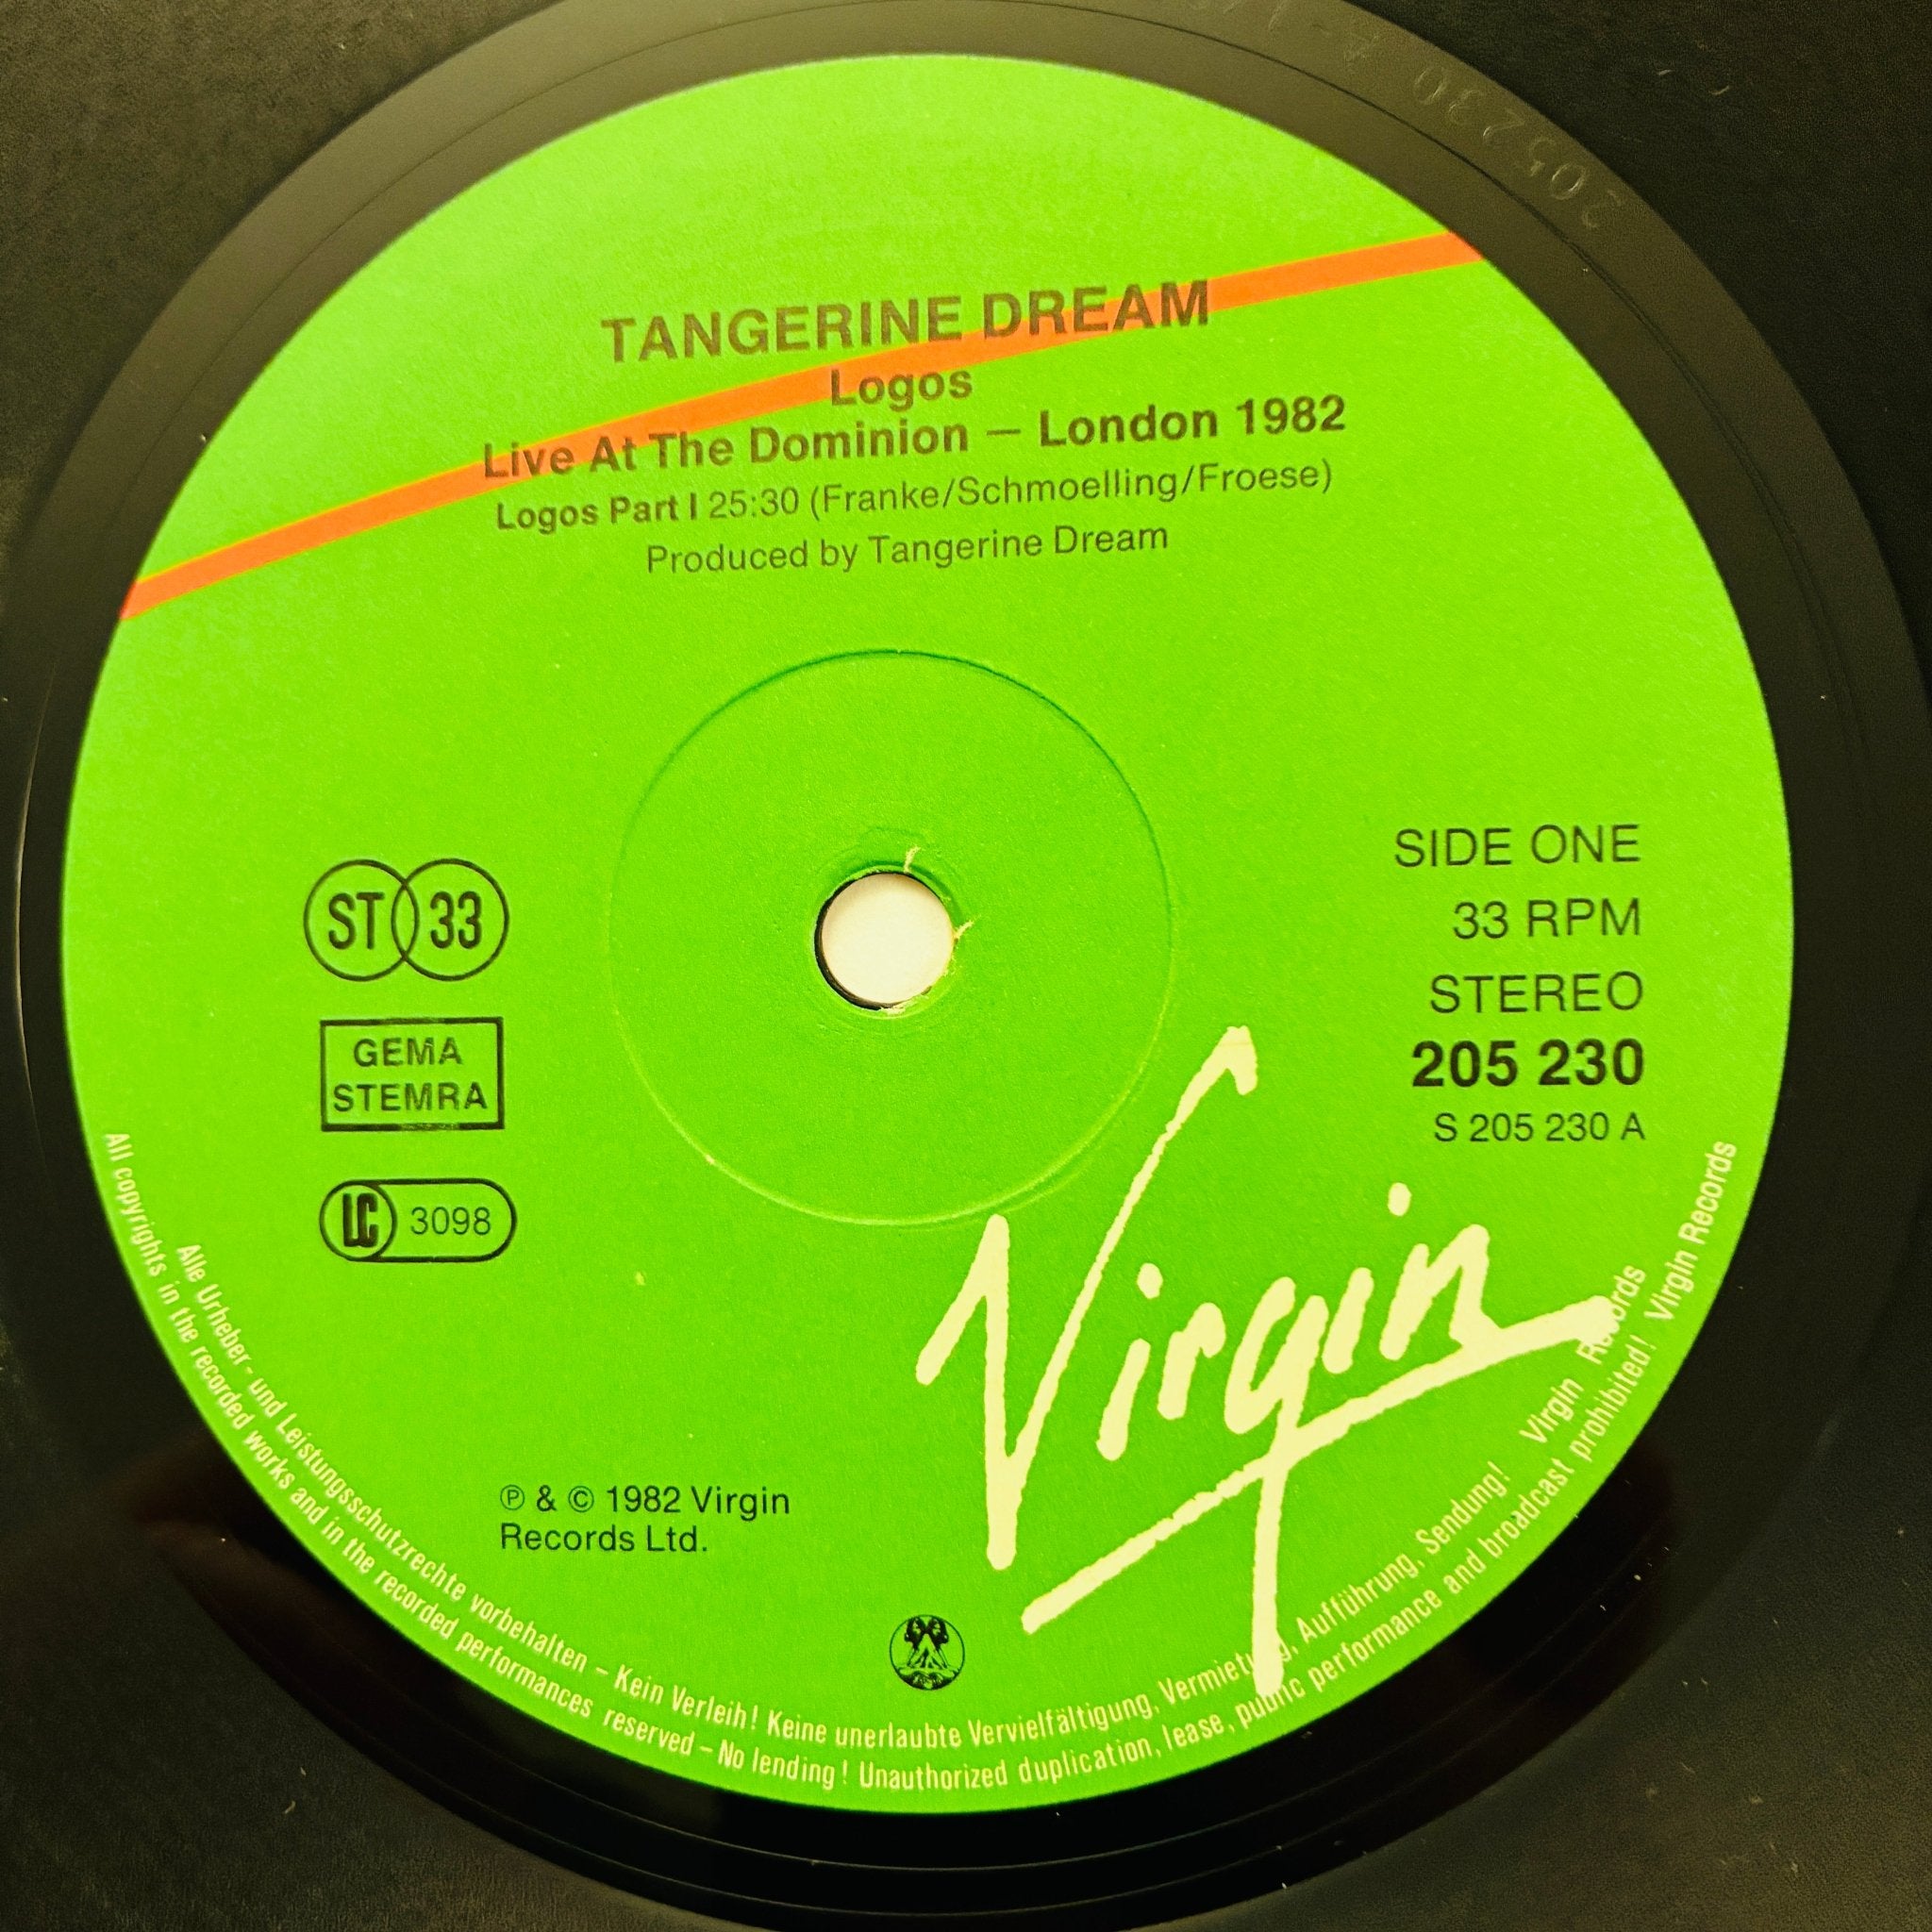 205230 A-1
TANGERINE DREAM
Logos
Live At The Dominion – London 1982
Logos Part I 25:30 (Franke/Schmoelling/Froese)
Produced by Tangerine Dream
ST 33
GEMA
STEMRA
LC 3098
SIDE ONE
33 RPM
STEREO
205 230
S 205 230 A
Virgin
℗ & © 1982 Virgin
Records Ltd.
Alle Urheber- und Leistungsschutzrechte vorbehalten – Kein Verleih! Keine unerlaubte Vervielfältigung, Vermietung, Aufführung, Sendung! Virgin Records
All copyrights in the recorded works and in the recorded performances reserved – No lending! Unauthorized duplication, lease, public performance and broadcast prohibited! Virgin Records